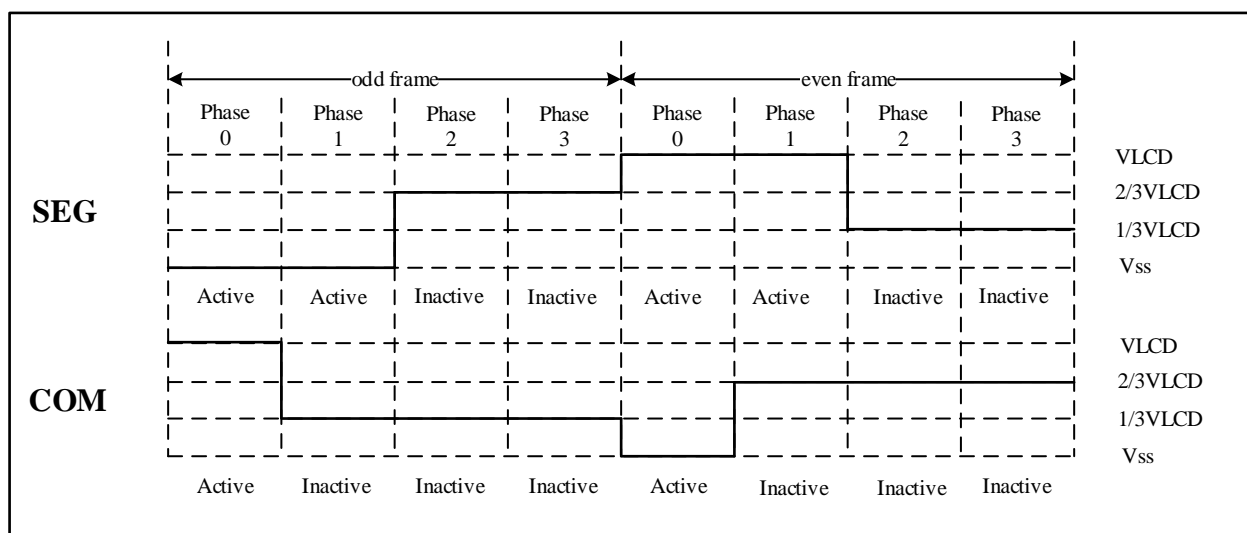 odd frame even frame
Phase Phase Phase Phase Phase Phase Phase Phase
0 1 2 3 0 1 2 3
VLCD
2/3VLCD
SEG
1/3VLCD
Vss
Active Active Inactive Inactive Active Active Inactive Inactive
VLCD
2/3VLCD
COM
1/3VLCD
Vss
Active Inactive Inactive Inactive Active Inactive Inactive Inactive